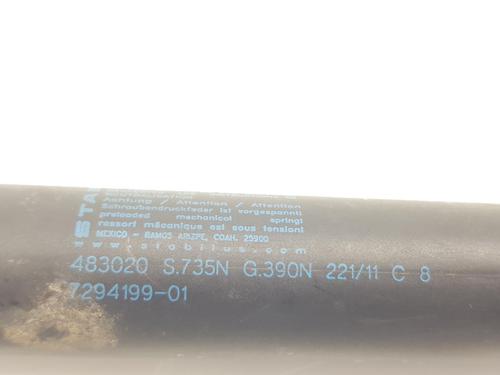 Achtung / Attention / Attention
Schraubendruckfeder ist vorgespannt!
preloaded mechanical spring!
ressort mécanique est sous tension!
MEXICO - RAMOS ARIZPE, COAH. 25900
www.stabilus.com
483020 S.735N G.390N 221/11 C 8
7294199-01